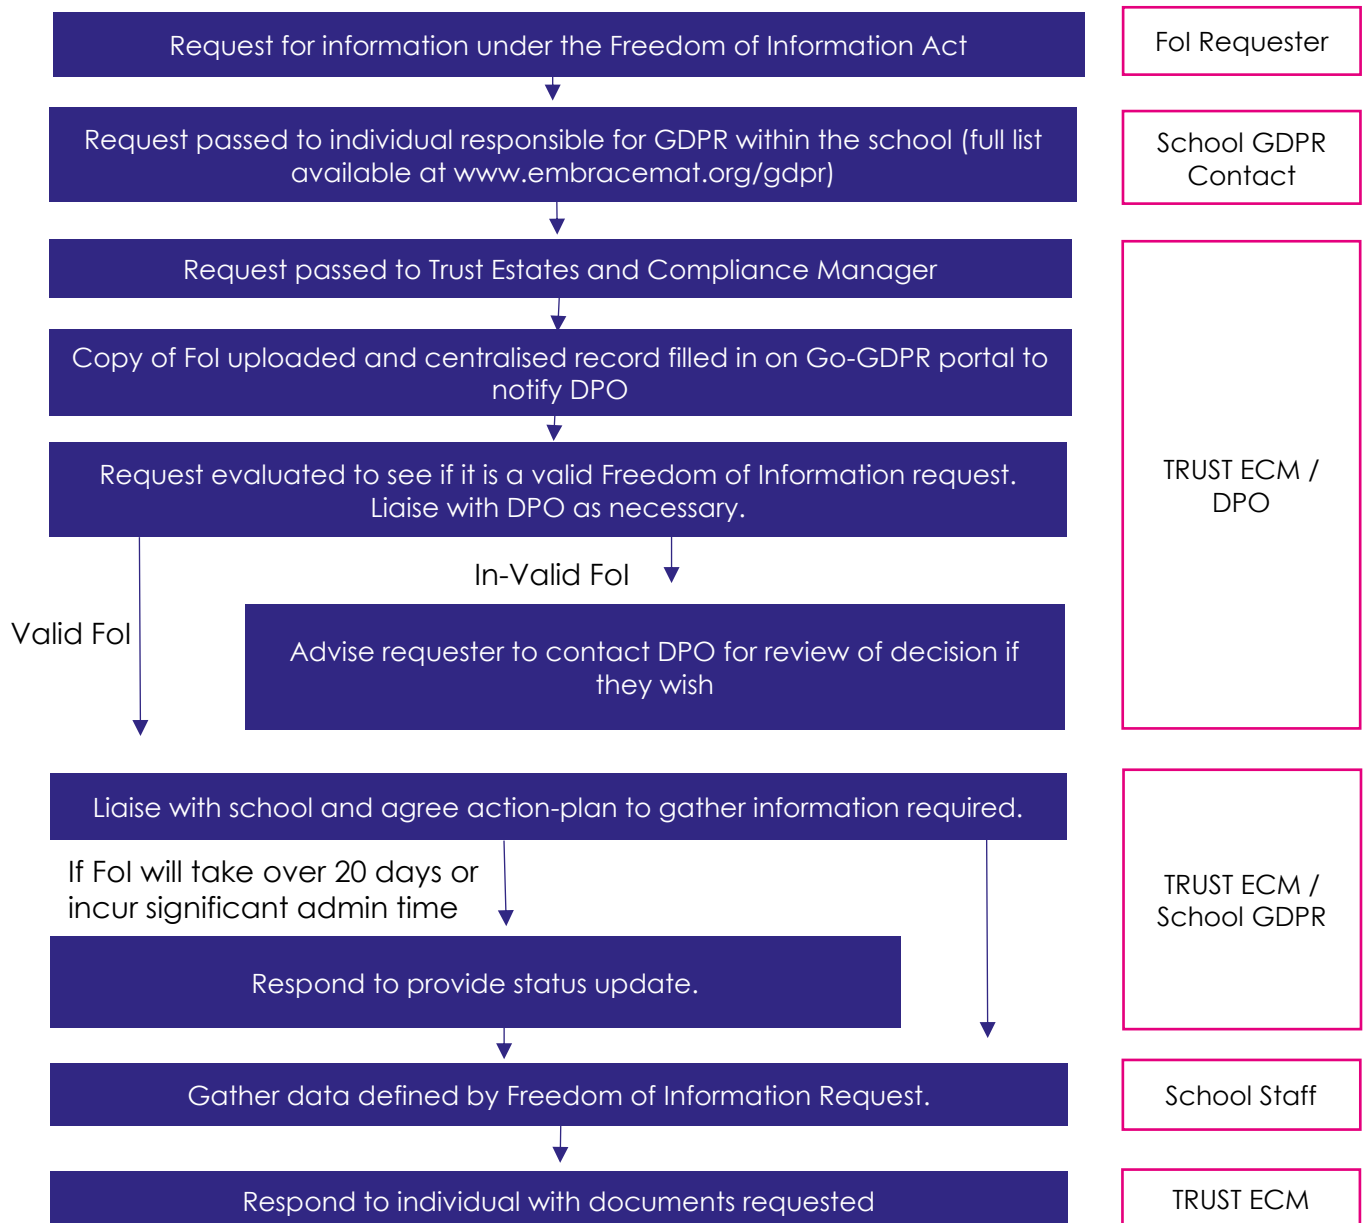 Request for information under the Freedom of Information Act
FoI Requester
Request passed to individual responsible for GDPR within the school (full list
available at www.embracemat.org/gdpr)
School GDPR
Contact
Request passed to Trust Estates and Compliance Manager
Copy of FoI uploaded and centralised record filled in on Go-GDPR portal to
notify DPO
Request evaluated to see if it is a valid Freedom of Information request.
Liaise with DPO as necessary.
TRUST ECM /
DPO
In-Valid FoI
Valid FoI
Advise requester to contact DPO for review of decision if
they wish
Liaise with school and agree action-plan to gather information required.
If FoI will take over 20 days or
incur significant admin time
TRUST ECM /
School GDPR
Respond to provide status update.
Gather data defined by Freedom of Information Request.
School Staff
Respond to individual with documents requested
TRUST ECM